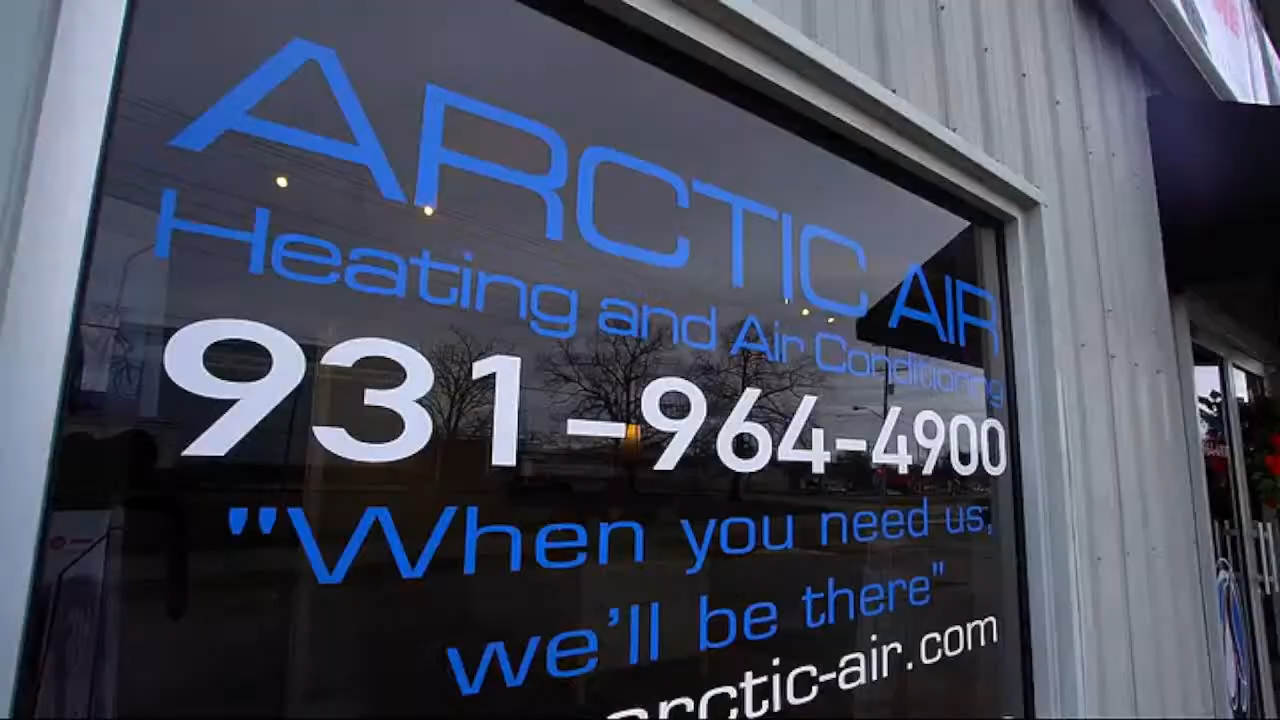 ARCTIC AIR
Heating and Air Conditioning
931-964-4900
"When you need us,
we'll be there"
arctic-air.com